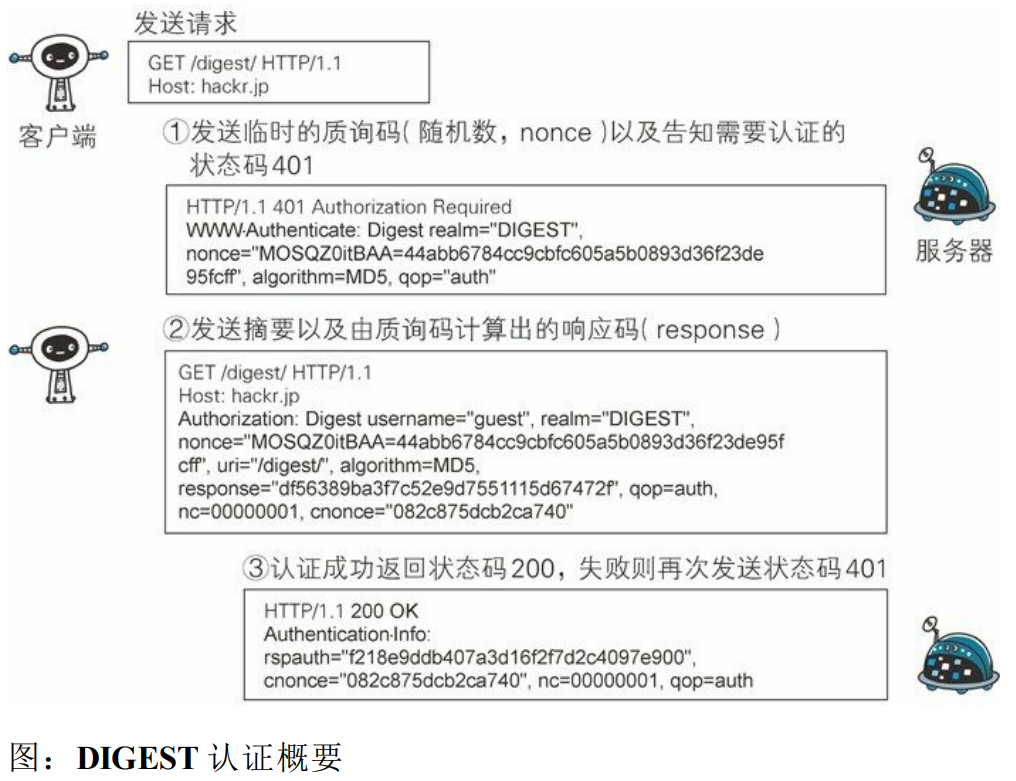 发送请求
GET /digest/ HTTP/1.1
Host: hackr.jp
客户端
①发送临时的质询码(随机数,nonce)以及告知需要认证的
状态码401
HTTP/1.1 401 Authorization Required
WWW-Authenticate: Digest realm="DIGEST",
nonce="MOSQZ0itBAA=44abb6784cc9cbfc605a5b0893d36f23de
95fcff", algorithm=MD5, qop="auth"
服务器
②发送摘要以及由质询码计算出的响应码(response)
GET /digest/ HTTP/1.1
Host: hackr.jp
Authorization: Digest username="guest", realm="DIGEST",
nonce="MOSQZ0itBAA=44abb6784cc9cbfc605a5b0893d36f23de95f
cff", uri="/digest/", algorithm=MD5,
response="df56389ba3f7c52e9d7551115d67472f", qop=auth,
nc=00000001, cnonce="082c875dcb2ca740"
③认证成功返回状态码200,失败则再次发送状态码401
HTTP/1.1 200 OK
Authentication-Info:
rspauth="f218e9ddb407a3d16f2f7d2c4097e900",
cnonce="082c875dcb2ca740", nc=00000001, qop=auth
图:DIGEST 认证概要